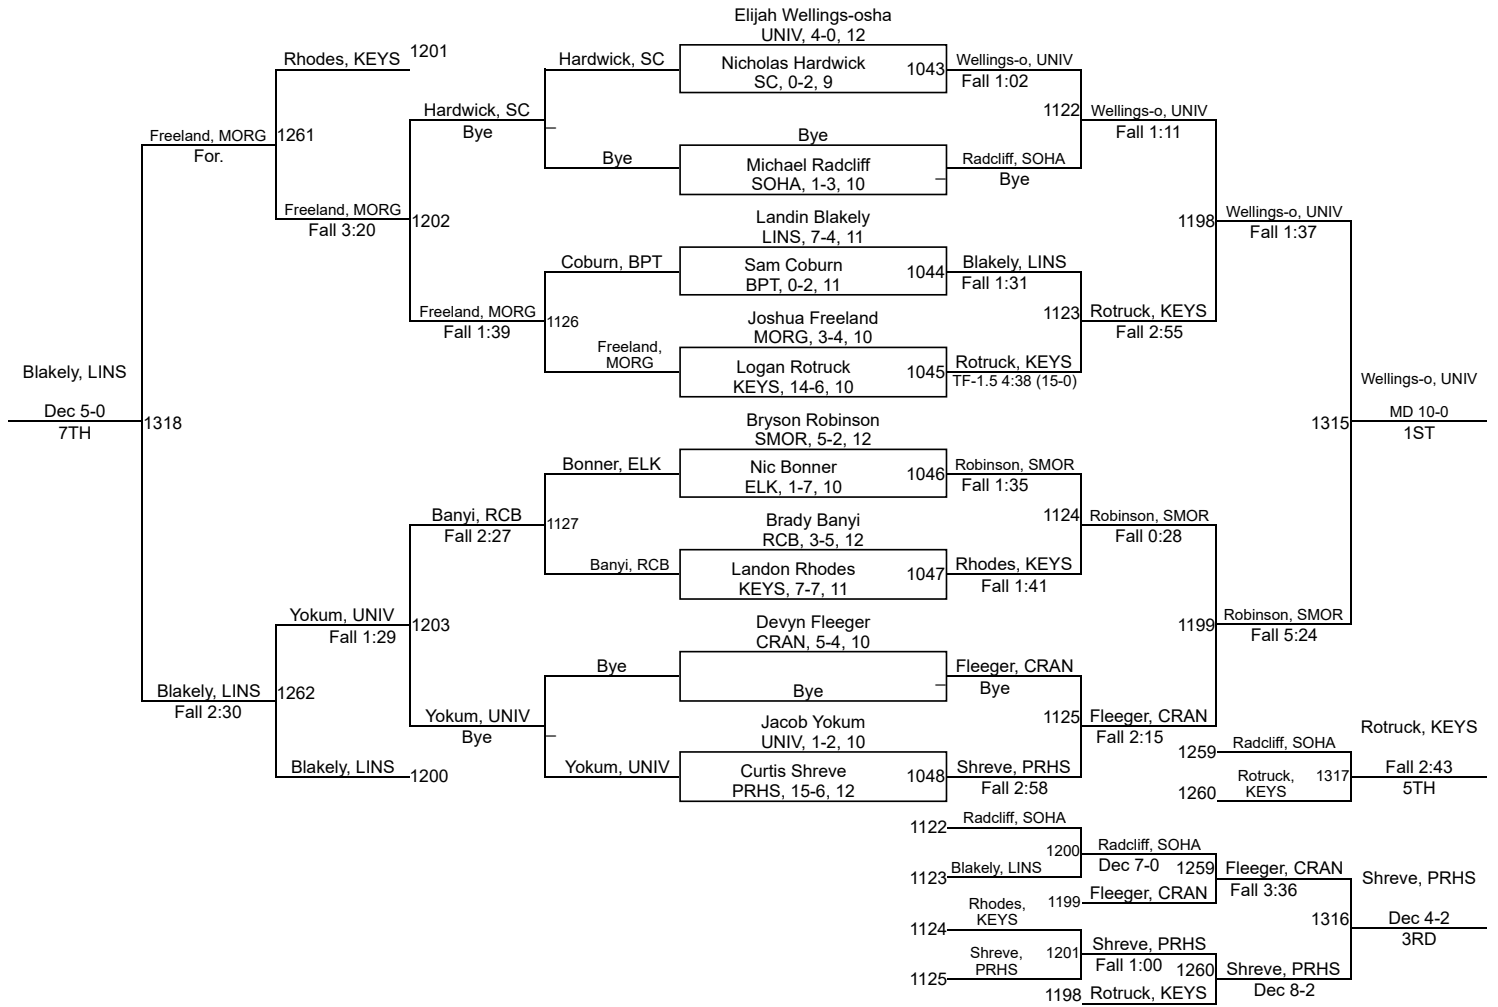 Elijah Wellings-osha
UNIV, 4-0, 12
Rhodes, KEYS
1201
Hardwick, SC
Nicholas Hardwick
SC, 0-2, 9
1043
Wellings-o, UNIV
Fall 1:02
Hardwick, SC
Bye
1122
Wellings-o, UNIV
Fall 1:11
Freeland, MORG
For.
1261
Bye
Bye
Michael Radcliff
SOHA, 1-3, 10
Radcliff, SOHA
Bye
Freeland, MORG
Fall 3:20
1202
Landin Blakely
LINS, 7-4, 11
1198
Wellings-o, UNIV
Fall 1:37
Coburn, BPT
Sam Coburn
BPT, 0-2, 11
1044
Blakely, LINS
Fall 1:31
Freeland, MORG
Fall 1:39
1126
Joshua Freeland
MORG, 3-4, 10
1123
Rotruck, KEYS
Fall 2:55
Freeland,
MORG
Logan Rotruck
KEYS, 14-6, 10
1045
Rotruck, KEYS
TF-1.5 4:38 (15-0)
Blakely, LINS
Dec 5-0
7TH
1318
Wellings-o, UNIV
1315
MD 10-0
1ST
Bryson Robinson
SMOR, 5-2, 12
Bonner, ELK
Nic Bonner
ELK, 1-7, 10
1046
Robinson, SMOR
Fall 1:35
Banyi, RCB
Fall 2:27
1127
Brady Banyi
RCB, 3-5, 12
1124
Robinson, SMOR
Fall 0:28
Banyi, RCB
Landon Rhodes
KEYS, 7-7, 11
1047
Rhodes, KEYS
Fall 1:41
Yokum, UNIV
Fall 1:29
1203
Devyn Fleeger
CRAN, 5-4, 10
1199
Robinson, SMOR
Fall 5:24
Bye
Bye
Fleeger, CRAN
Bye
Blakely, LINS
Fall 2:30
1262
Yokum, UNIV
Bye
Jacob Yokum
UNIV, 1-2, 10
1125
Fleeger, CRAN
Fall 2:15
Blakely, LINS
1200
Yokum, UNIV
Curtis Shreve
PRHS, 15-6, 12
1048
Shreve, PRHS
Fall 2:58
1259
Radcliff, SOHA
Rotruck, KEYS
1317
Fall 2:43
5TH
1260
Rotruck,
KEYS
1122
Radcliff, SOHA
1200
Radcliff, SOHA
Dec 7-0
1123
Blakely, LINS
1259
Fleeger, CRAN
Fall 3:36
1199
Fleeger, CRAN
Shreve, PRHS
1316
Dec 4-2
3RD
1124
Rhodes,
KEYS
1201
Shreve, PRHS
Fall 1:00
1125
Shreve,
PRHS
1260
Shreve, PRHS
Dec 8-2
1198
Rotruck, KEYS